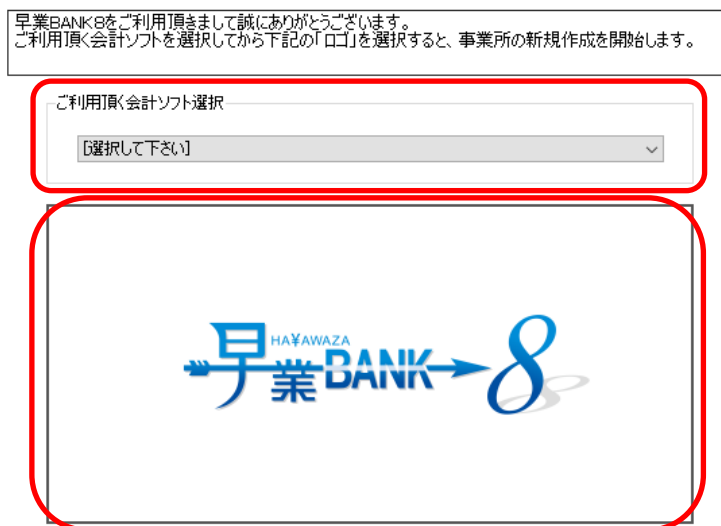 早業BANK8をご利用頂きまして誠にありがとうございます。
ご利用頂く会計ソフトを選択してから下記の「ロゴ」を選択すると、事業所の新規作成を開始します。
ご利用頂く会計ソフト選択
[選択して下さい]
HA¥AWAZA
早業BANK 8